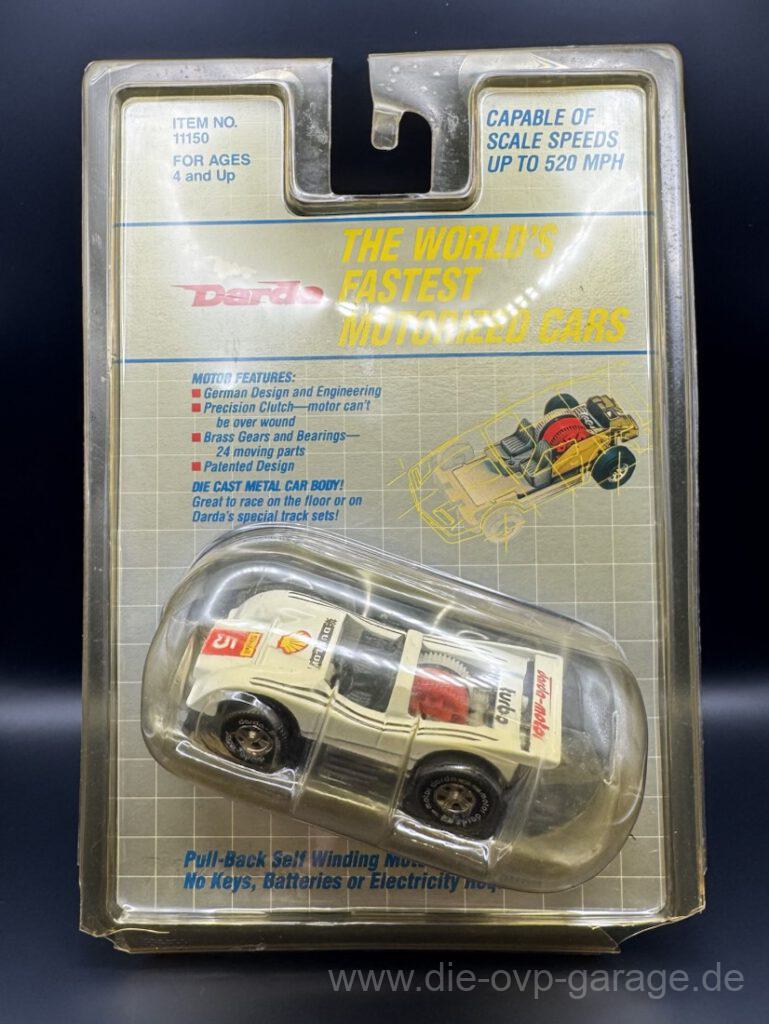 ITEM NO.
11150
FOR AGES
4 and Up
CAPABLE OF
SCALE SPEEDS
UP TO 520 MPH
Darda
THE WORLD'S
FASTEST
MOTORIZED CARS
MOTOR FEATURES:
German Design and Engineering
Precision Clutch—motor can't
be over wound
Brass Gears and Bearings—
24 moving parts
Patented Design
DIE CAST METAL CAR BODY!
Great to race on the floor or on
Darda's special track sets!
5
DUNLOP
turbo
darda-motor
darda
motor darda
Pull-Back Self Winding
No Keys, Batteries or Electricity
www.die-ovp-garage.de